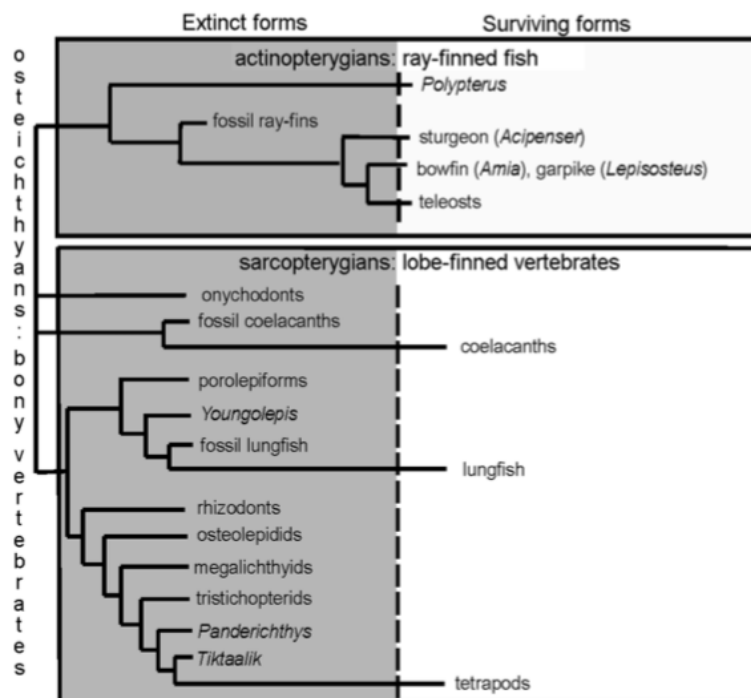 Extinct forms
Surviving forms
osteichthyans: bony vertebrates
actinopterygians: ray-finned fish
Polypterus
fossil ray-fins
sturgeon (Acipenser)
bowfin (Amia), garpike (Lepisosteus)
teleosts
sarcopterygians: lobe-finned vertebrates
onychodonts
fossil coelacanths
coelacanths
porolepiforms
Youngolepis
fossil lungfish
lungfish
rhizodonts
osteolepidids
megalichthyids
tristichopterids
Panderichthys
Tiktaalik
tetrapods